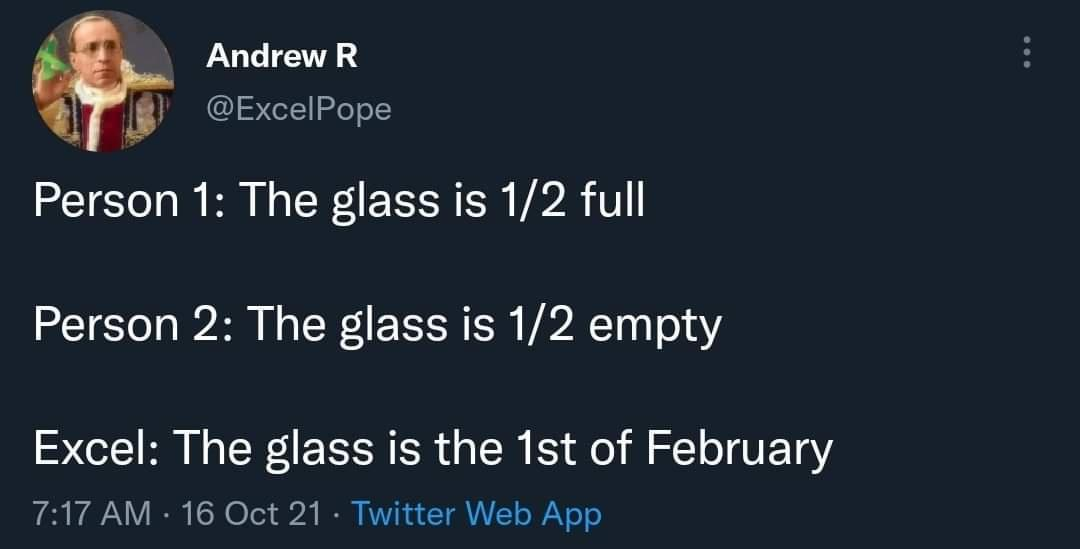 Andrew R
@ExcelPope
Person 1: The glass is 1/2 full
Person 2: The glass is 1/2 empty
Excel: The glass is the 1st of February
7:17 AM · 16 Oct 21 · Twitter Web App